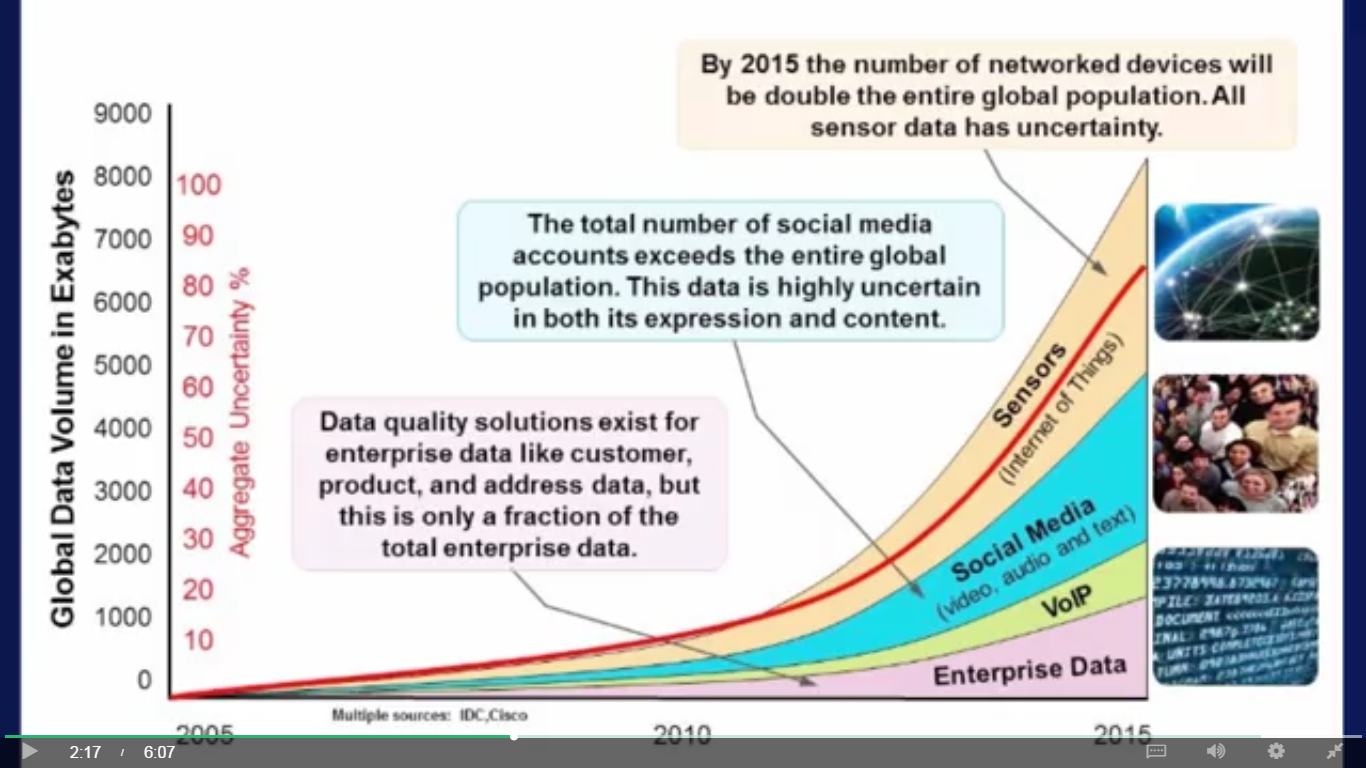 By 2015 the number of networked devices will
be double the entire global population. All
sensor data has uncertainty.
The total number of social media
accounts exceeds the entire global
population. This data is highly uncertain
in both its expression and content.
Data quality solutions exist for
enterprise data like customer,
product, and address data, but
this is only a fraction of the
total enterprise data.
Global Data Volume in Exabytes
9000
8000
7000
6000
5000
4000
3000
2000
1000
0
Aggregate Uncertainty %
100
90
80
70
60
50
40
30
20
10
Sensors
(Internet of Things)
Social Media
(video, audio and text)
VoIP
Enterprise Data
Multiple sources: IDC,Cisco
2005
2010
2015
2:17 / 6:07